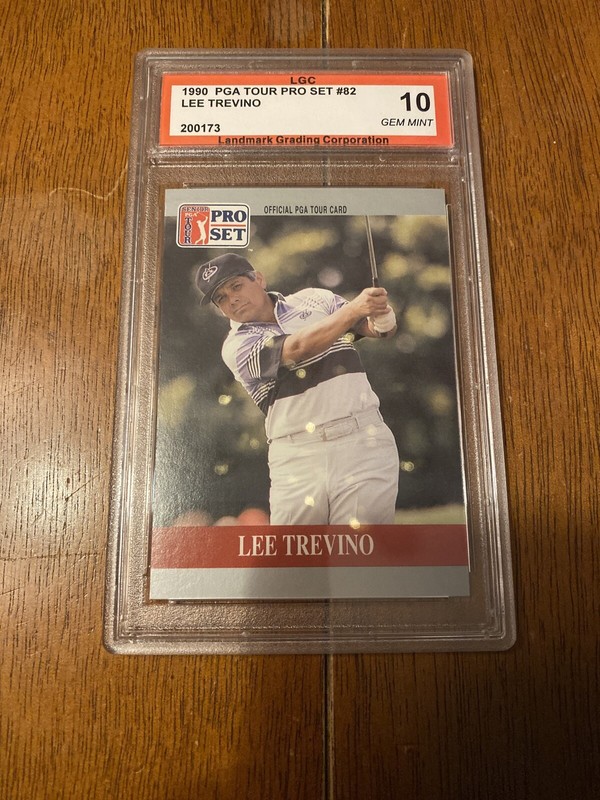 LGC
1990 PGA TOUR PRO SET #82
LEE TREVINO
10
GEM MINT
200173
Landmark Grading Corporation
SENIOR
PGA
TOUR
PRO
SET
OFFICIAL PGA TOUR CARD
LEE TREVINO